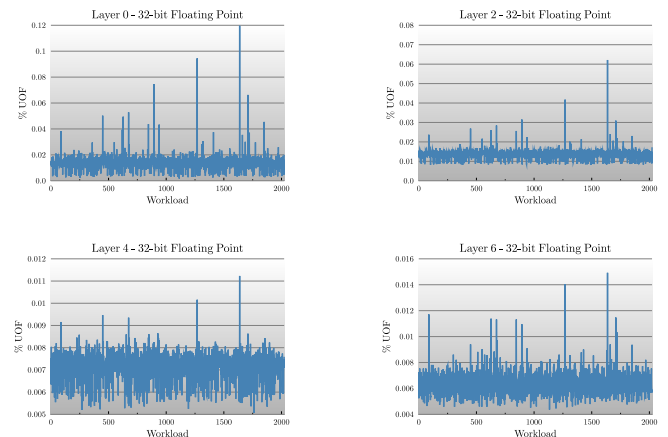 Layer 0 - 32-bit Floating Point
0.12
0.1
0.08
0.06
0.04
0.02
0.0
% UOF
0 500 1000 1500 2000
Workload
Layer 2 - 32-bit Floating Point
0.08
0.07
0.06
0.05
0.04
0.03
0.02
0.01
0.0
% UOF
0 500 1000 1500 2000
Workload
Layer 4 - 32-bit Floating Point
0.012
0.011
0.01
0.009
0.008
0.007
0.006
0.005
% UOF
0 500 1000 1500 2000
Workload
Layer 6 - 32-bit Floating Point
0.016
0.014
0.012
0.01
0.008
0.006
0.004
% UOF
0 500 1000 1500 2000
Workload